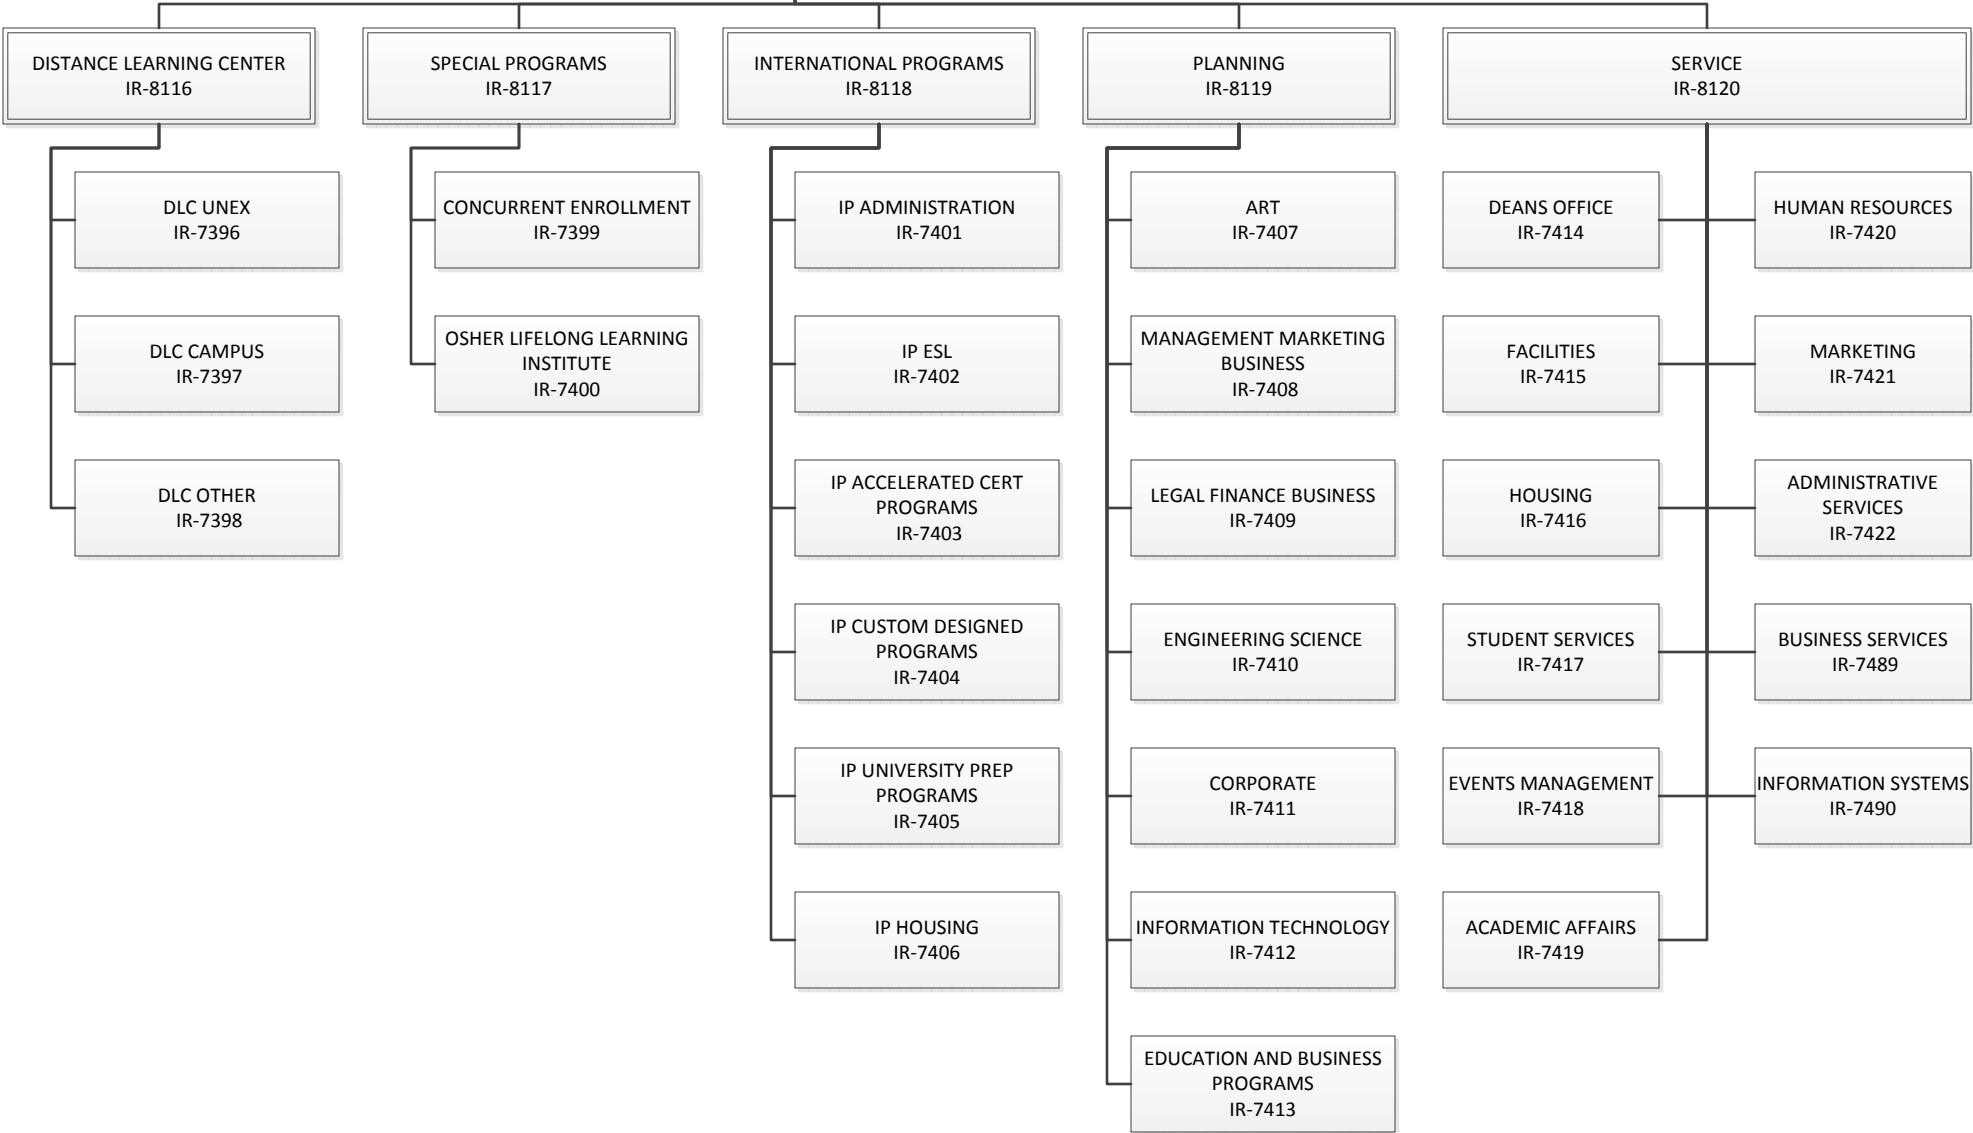 DISTANCE LEARNING CENTER
IR-8116
SPECIAL PROGRAMS
IR-8117
INTERNATIONAL PROGRAMS
IR-8118
PLANNING
IR-8119
SERVICE
IR-8120
DLC UNEX
IR-7396
DLC CAMPUS
IR-7397
DLC OTHER
IR-7398
CONCURRENT ENROLLMENT
IR-7399
OSHER LIFELONG LEARNING
INSTITUTE
IR-7400
IP ADMINISTRATION
IR-7401
IP ESL
IR-7402
IP ACCELERATED CERT
PROGRAMS
IR-7403
IP CUSTOM DESIGNED
PROGRAMS
IR-7404
IP UNIVERSITY PREP
PROGRAMS
IR-7405
IP HOUSING
IR-7406
ART
IR-7407
MANAGEMENT MARKETING
BUSINESS
IR-7408
LEGAL FINANCE BUSINESS
IR-7409
ENGINEERING SCIENCE
IR-7410
CORPORATE
IR-7411
INFORMATION TECHNOLOGY
IR-7412
EDUCATION AND BUSINESS
PROGRAMS
IR-7413
DEANS OFFICE
IR-7414
FACILITIES
IR-7415
HOUSING
IR-7416
STUDENT SERVICES
IR-7417
EVENTS MANAGEMENT
IR-7418
ACADEMIC AFFAIRS
IR-7419
HUMAN RESOURCES
IR-7420
MARKETING
IR-7421
ADMINISTRATIVE
SERVICES
IR-7422
BUSINESS SERVICES
IR-7489
INFORMATION SYSTEMS
IR-7490